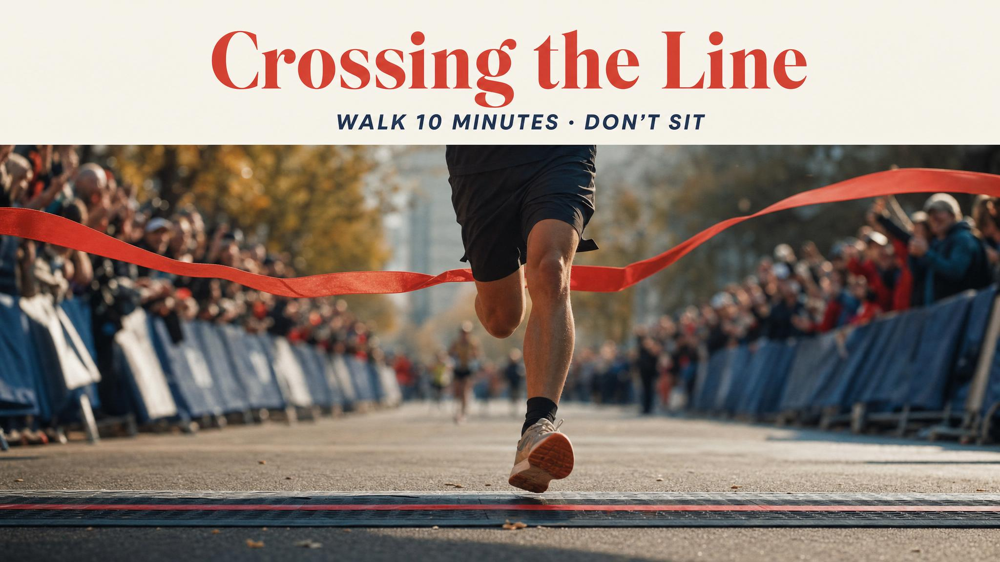 Crossing the Line
WALK 10 MINUTES · DON’T SIT